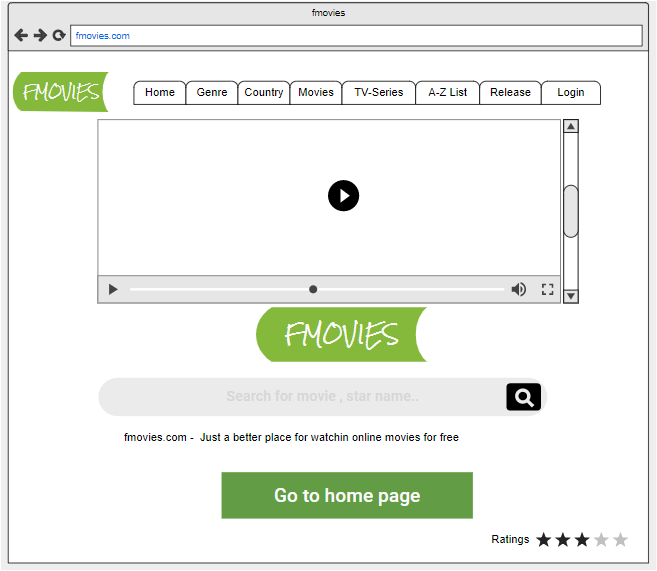 fmovies
fmovies.com
FMOVIES
Home Genre Country Movies TV-Series A-Z List Release Login
FMOVIES
Search for movie , star name..
fmovies.com - Just a better place for watchin online movies for free
Go to home page
Ratings